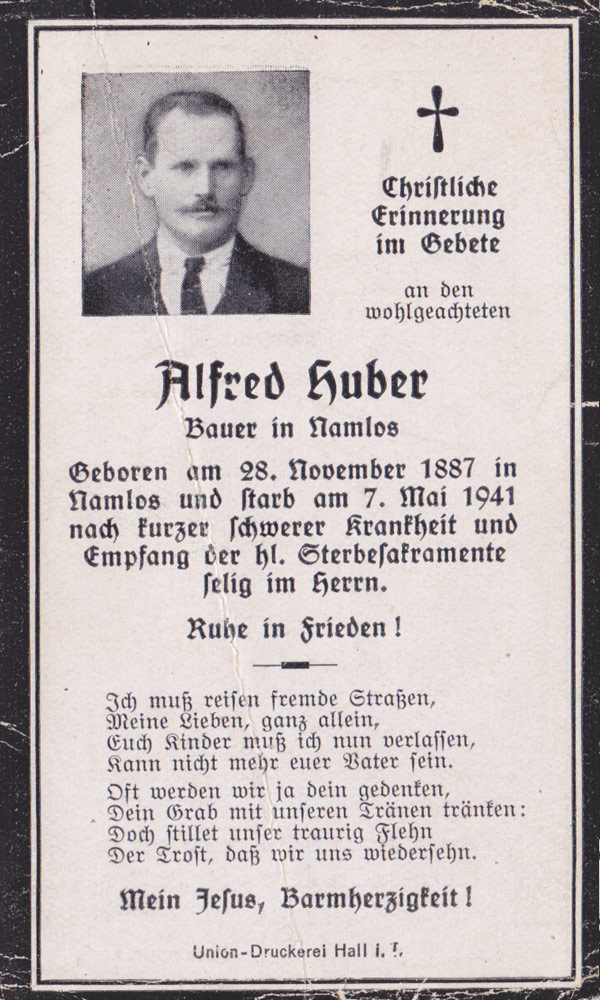 Christliche
Erinnerung
im Gebete
an den
wohlgeachteten
Alfred Huber
Bauer in Namlos
Geboren am 28. November 1887 in
Namlos und starb am 7. Mai 1941
nach kurzer schwerer Krankheit und
Empfang der hl. Sterbesakramente
selig im Herrn.
Ruhe in Frieden!
Ich muß reisen fremde Straßen,
Meine Lieben, ganz allein,
Euch Kinder muß ich nun verlassen,
Kann nicht mehr euer Vater sein.
Oft werden wir ja dein gedenken,
Dein Grab mit unseren Tränen tränken:
Doch stillet unser traurig Flehn
Der Trost, daß wir uns wiedersehn.
Mein Jesus, Barmherzigkeit!
Union-Druckerei Hall i. T.